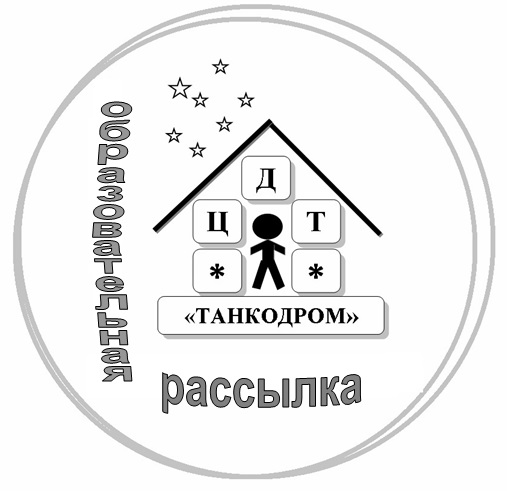 образовательная
Д
Ц Т
* *
«ТАНКОДРОМ»
рассылка